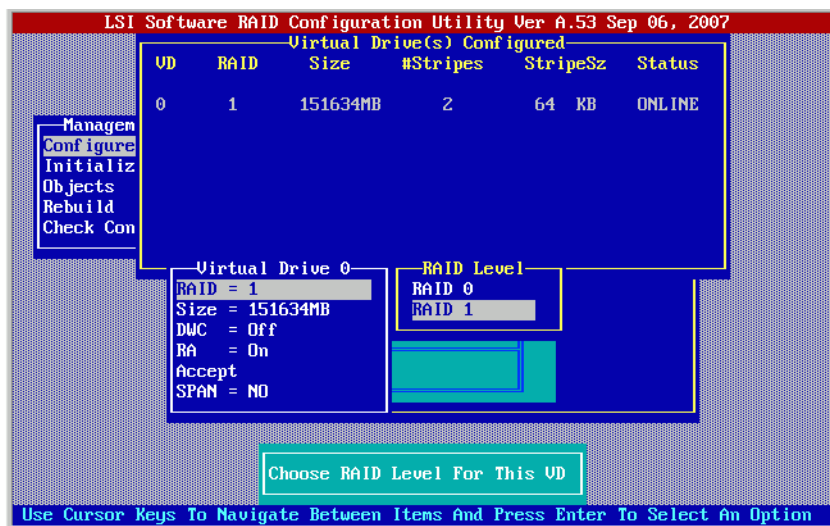 LSI Software RAID Configuration Utility Ver A.53 Sep 06, 2007
Virtual Drive(s) Configured
VD RAID Size #Stripes StripeSz Status
0 1 151634MB 2 64 KB ONLINE
Managem
Configure
Initializ
Objects
Rebuild
Check Con
Virtual Drive 0
RAID = 1
Size = 151634MB
DWC = Off
RA = On
Accept
SPAN = NO
RAID Level
RAID 0
RAID 1
Choose RAID Level For This VD
Use Cursor Keys To Navigate Between Items And Press Enter To Select An Option